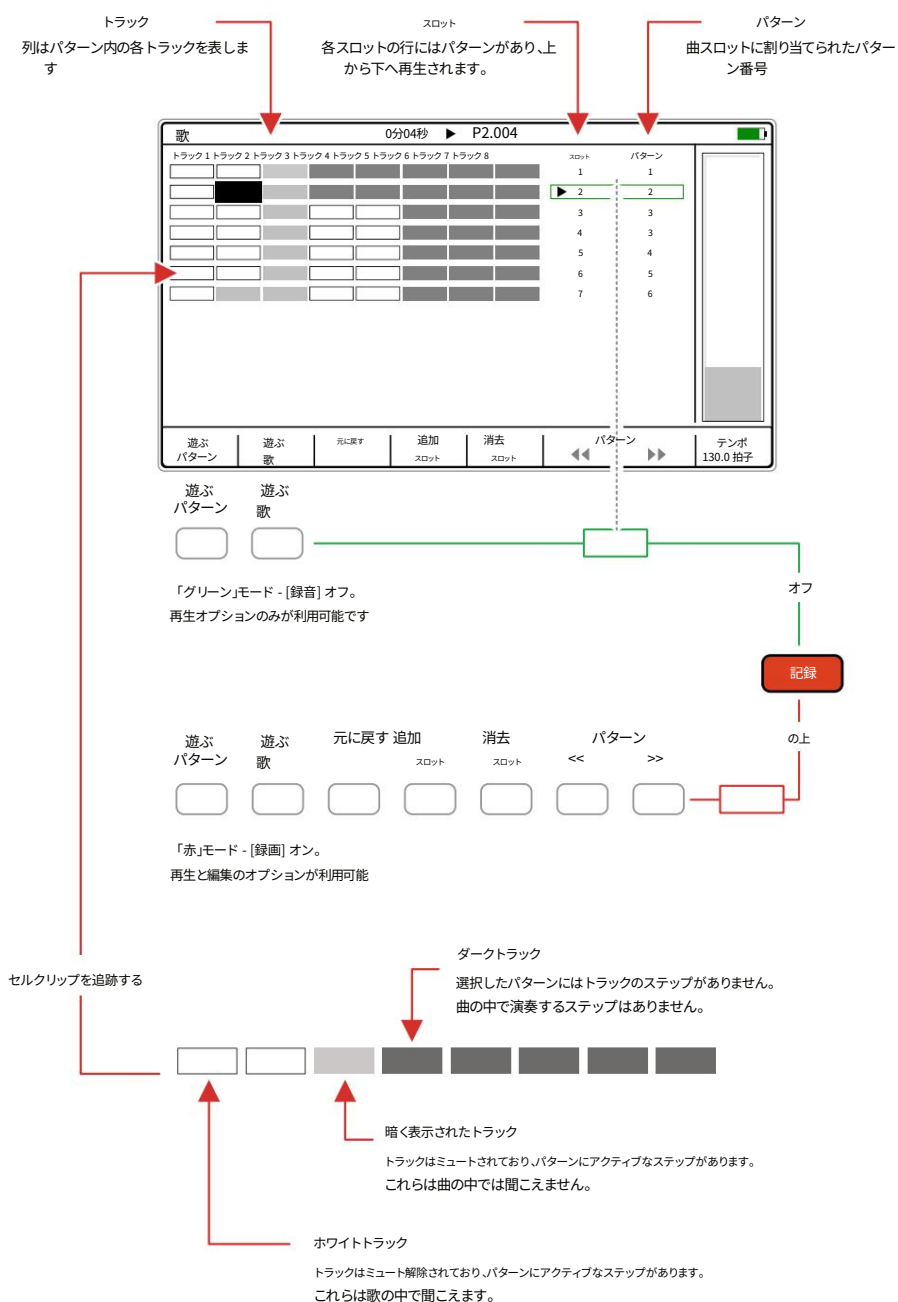 トラック
列はパターン内の各トラックを表しま
す
スロット
各スロットの行にはパターンがあり、上
から下へ再生されます。
パターン
曲スロットに割り当てられたパター
ン番号
歌
0分04秒 ▶ P2.004
トラック 1 トラック 2 トラック 3 トラック 4 トラック 5 トラック 6 トラック 7 トラック 8
スロット パターン
1 1
▶ 2 2
3 3
4 3
5 4
6 5
7 6
遊ぶ
パターン
遊ぶ
歌
元に戻す
追加
スロット
消去
スロット
パターン
◀◀ ▶▶
テンポ
130.0 拍子
遊ぶ
パターン
遊ぶ
歌
「グリーン」モード - [録音] オフ。
再生オプションのみが利用可能です
オフ
記録
の上
遊ぶ
パターン
遊ぶ
歌
元に戻す 追加
スロット
消去
スロット
パターン
<< >>
「赤」モード - [録画] オン。
再生と編集のオプションが利用可能
セルクリップを追跡する
ダークトラック
選択したパターンにはトラックのステップがありません。
曲の中で演奏するステップはありません。
暗く表示されたトラック
トラックはミュートされており、パターンにアクティブなステップがあります。
これらは曲の中では聞こえません。
ホワイトトラック
トラックはミュート解除されており、パターンにアクティブなステップがあります。
これらは歌の中で聞こえます。